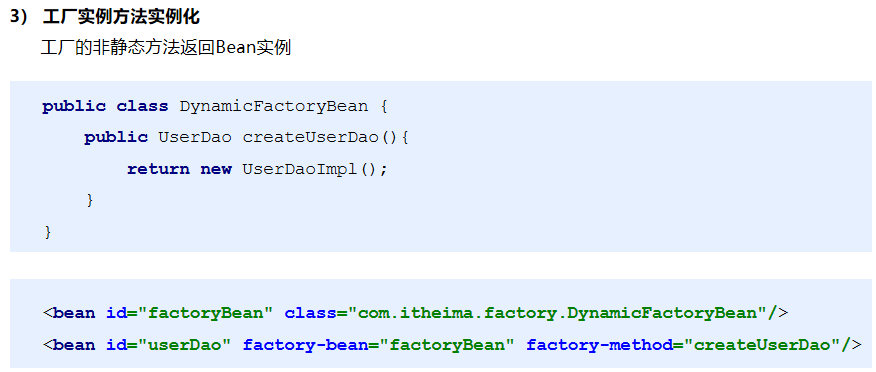 3） 工厂实例方法实例化
工厂的非静态方法返回Bean实例
public class DynamicFactoryBean {
    public UserDao createUserDao(){
        return new UserDaoImpl();
    }
}
<bean id="factoryBean" class="com.itheima.factory.DynamicFactoryBean"/>
<bean id="userDao" factory-bean="factoryBean" factory-method="createUserDao"/>